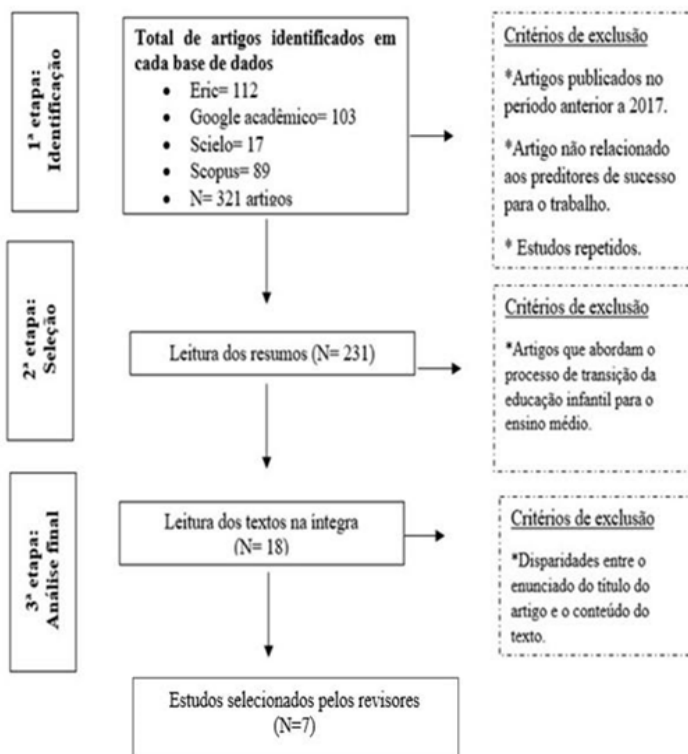 1ª etapa:
Identificação
Total de artigos identificados em
cada base de dados
• Eric= 112
• Google acadêmico= 103
• Scielo= 17
• Scopus= 89
• N= 321 artigos
Critérios de exclusão
*Artigos publicados no
período anterior a 2017.
*Artigo não relacionado
aos preditores de sucesso
para o trabalho.
* Estudos repetidos.
2ª etapa:
Seleção
Leitura dos resumos (N= 231)
Critérios de exclusão
*Artigos que abordam o
processo de transição da
educação infantil para o
ensino médio.
3ª etapa:
Análise final
Leitura dos textos na integra
(N= 18)
Critérios de exclusão
*Disparidades entre o
enunciado do título do
artigo e o conteúdo do
texto.
Estudos selecionados pelos revisores
(N=7)